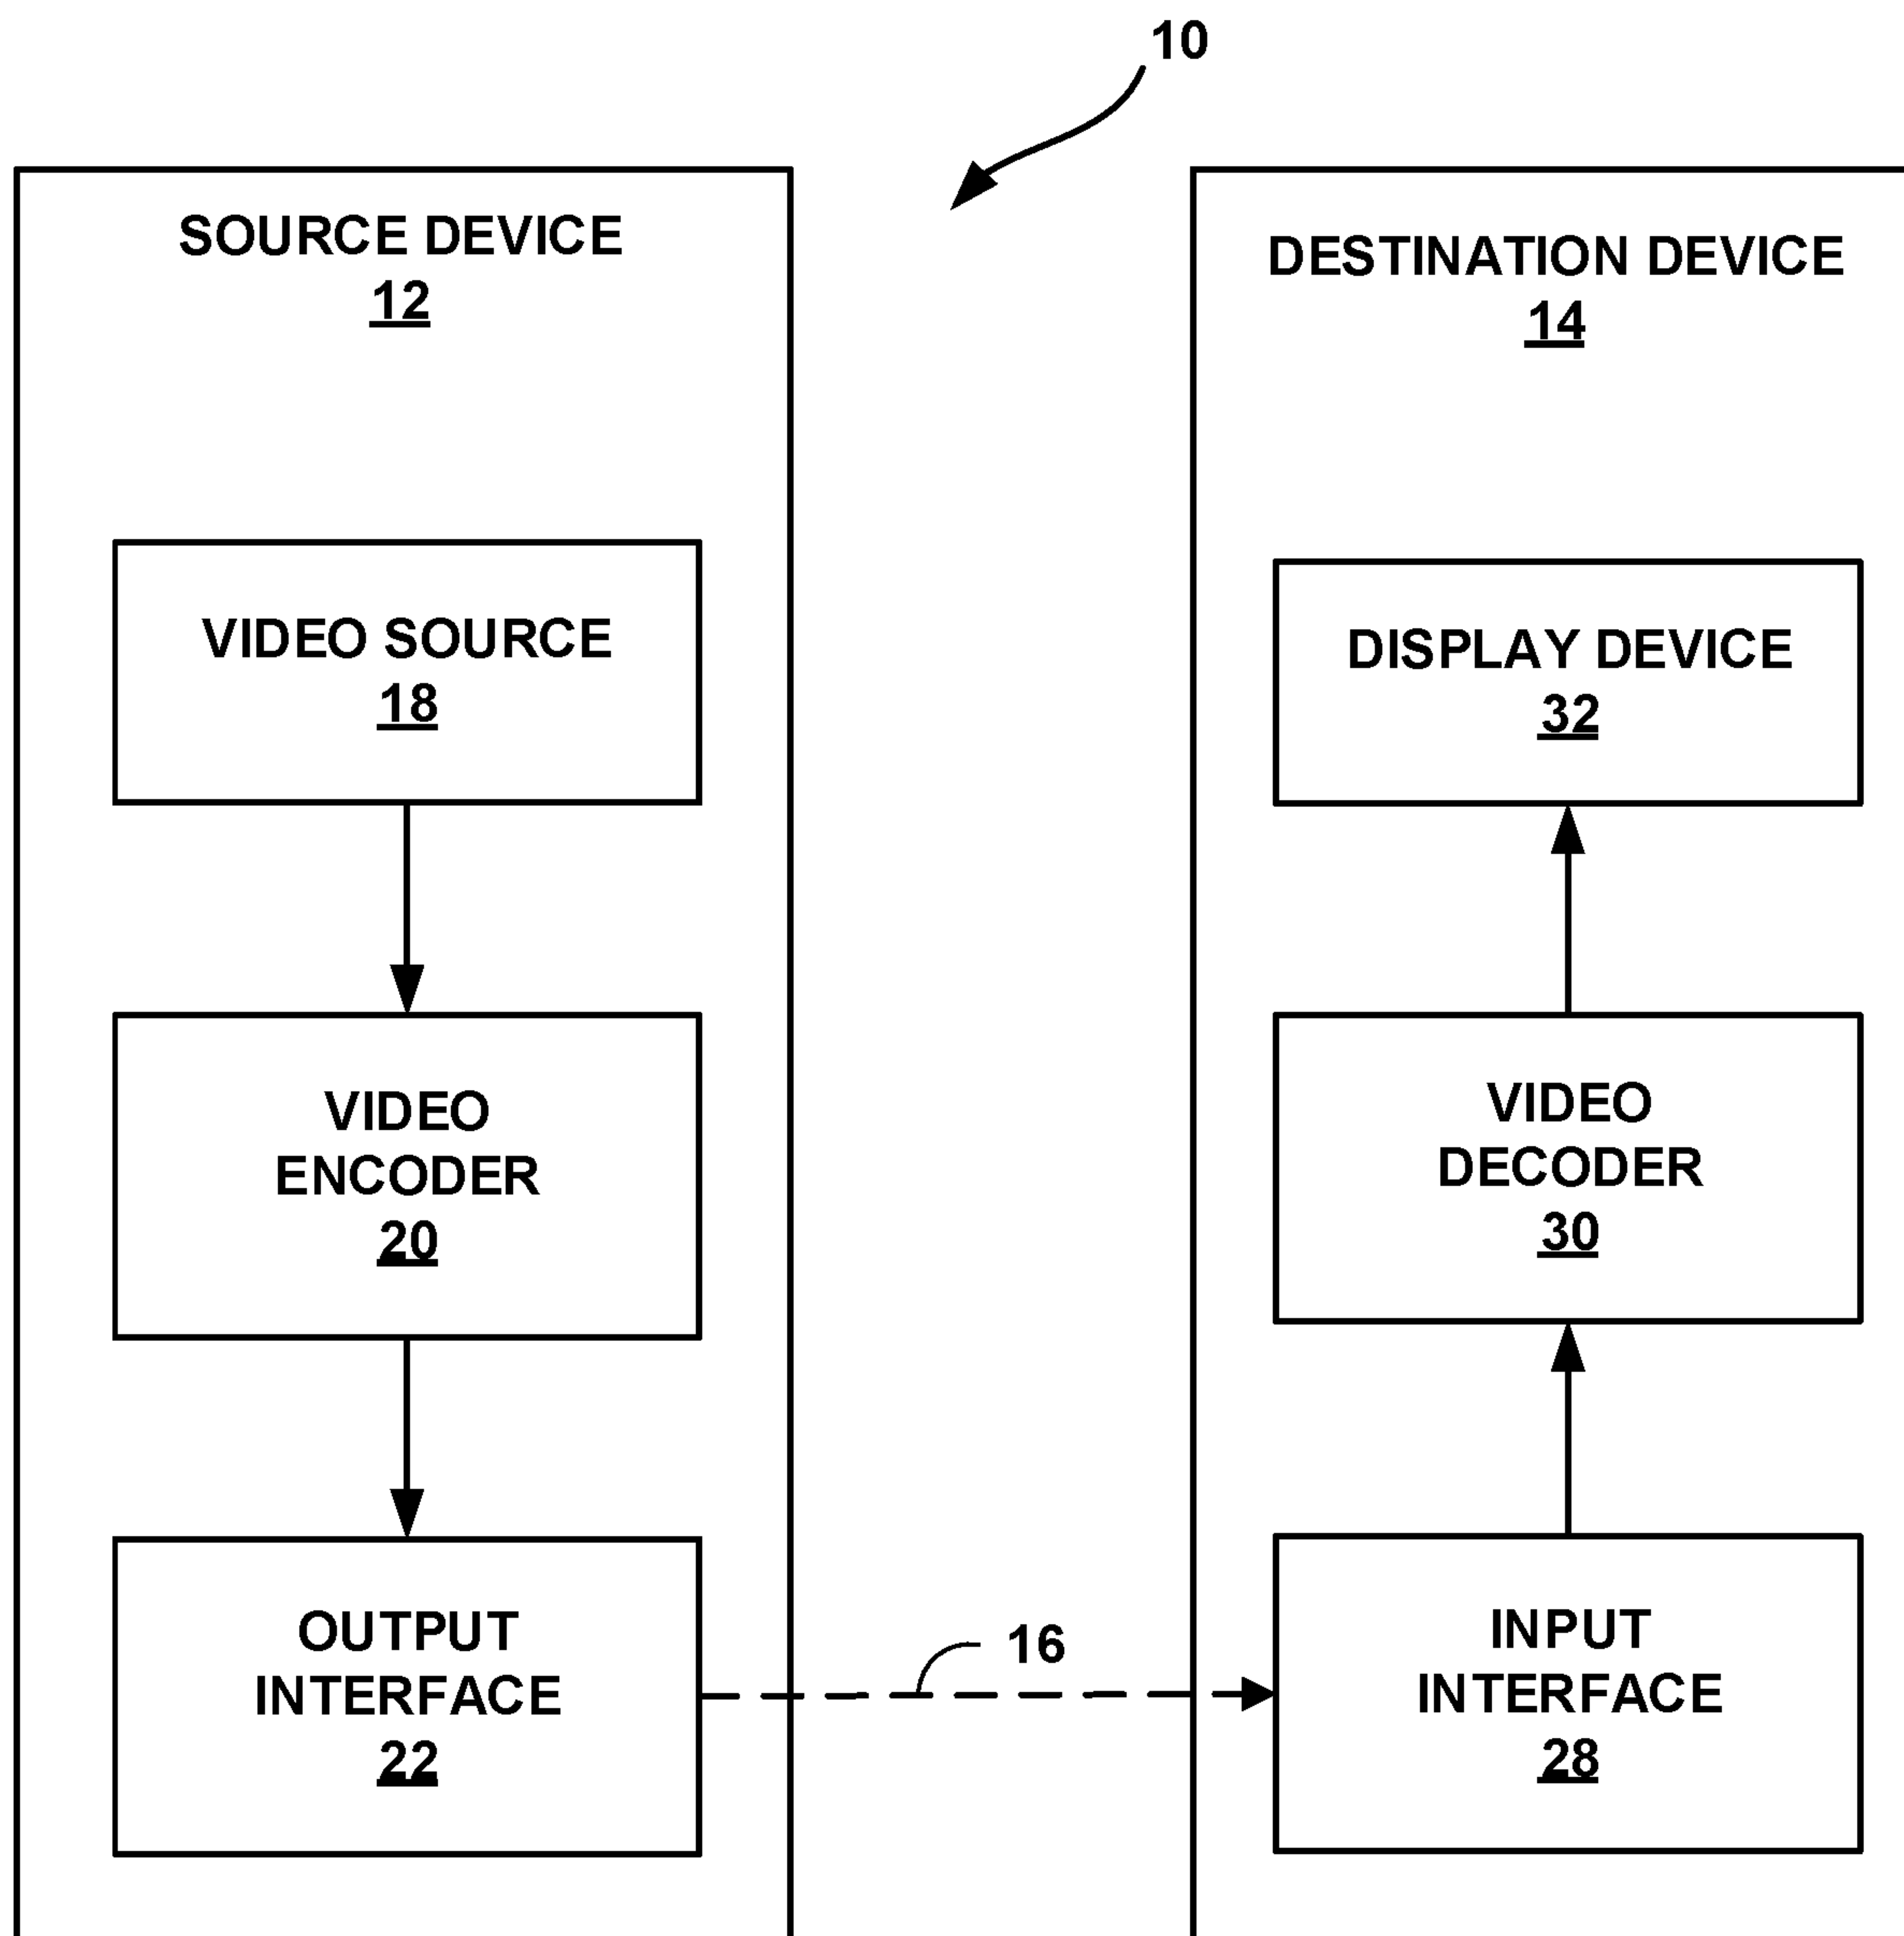 10
SOURCE DEVICE
12
VIDEO SOURCE
18
VIDEO
ENCODER
20
OUTPUT
INTERFACE
22
16
DESTINATION DEVICE
14
DISPLAY DEVICE
32
VIDEO
DECODER
30
INPUT
INTERFACE
28